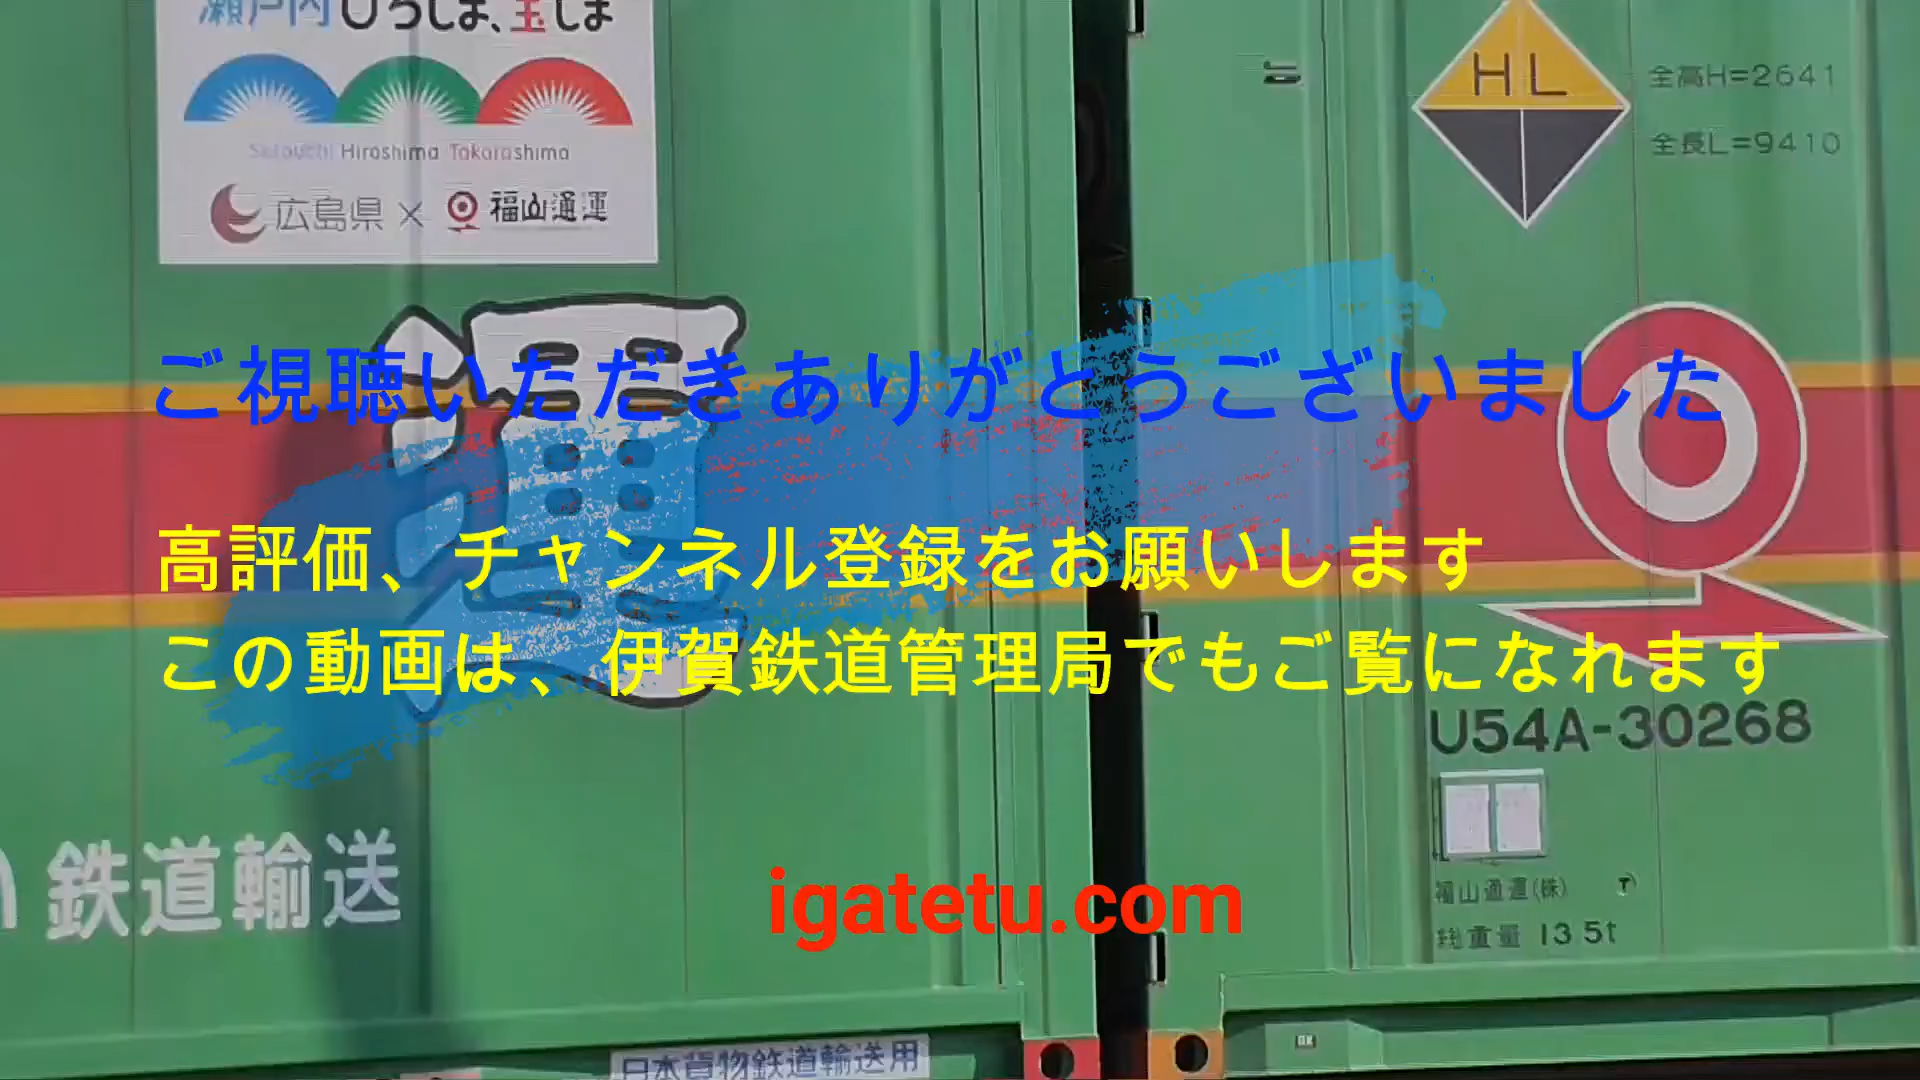 瀬戸内ひろしま、宝しま
Setouchi Hiroshima Takarashima
広島県 × 福山通運
HL
全高H=2641
全長L=9410
ご視聴いただきありがとうございました
高評価、チャンネル登録をお願いします
この動画は、伊賀鉄道管理局でもご覧になれます
U54A-30268
鉄道輸送
igatetu.com
福山通運(株)
総重量 13.5t
日本貨物鉄道輸送用